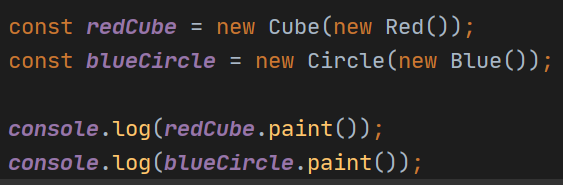 const redCube = new Cube(new Red());
const blueCircle = new Circle(new Blue());
console.log(redCube.paint());
console.log(blueCircle.paint());